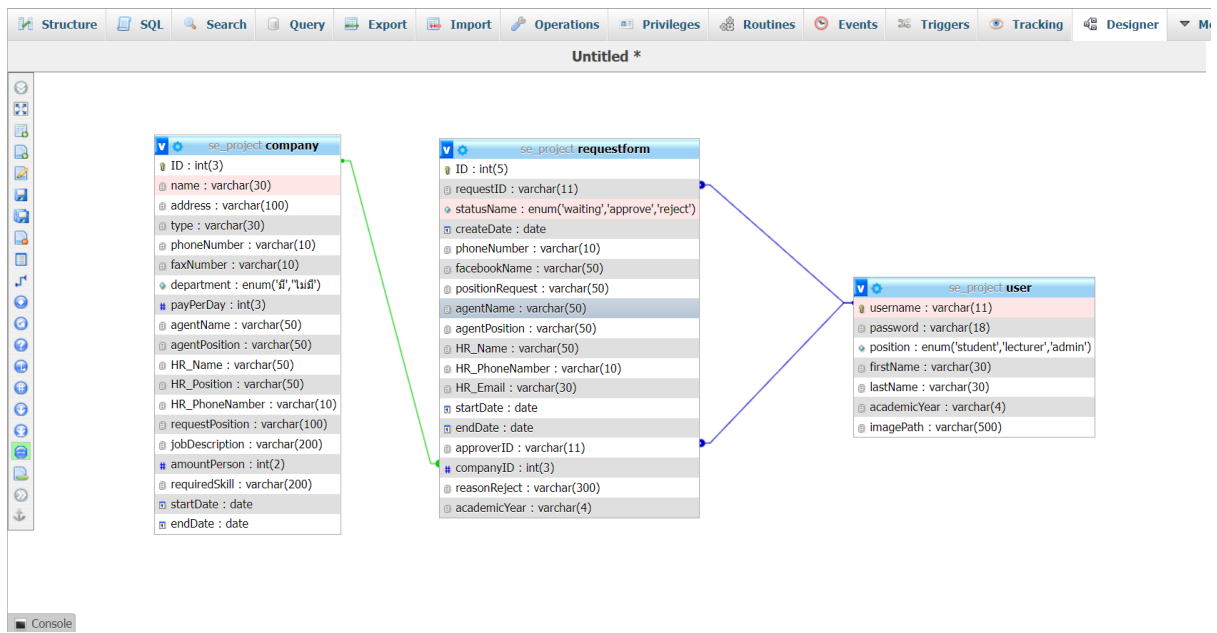 Structure SQL Search Query Export Import Operations Privileges Routines Events Triggers Tracking Designer
Untitled *
se_project company
ID : int(3)
name : varchar(30)
address : varchar(100)
type : varchar(30)
phoneNumber : varchar(10)
faxNumber : varchar(10)
department : enum('มี','ไม่มี')
payPerDay : int(3)
agentName : varchar(50)
agentPosition : varchar(50)
HR_Name : varchar(50)
HR_Position : varchar(50)
HR_PhoneNamber : varchar(10)
requestPosition : varchar(100)
jobDescription : varchar(200)
amountPerson : int(2)
requiredSkill : varchar(200)
startDate : date
endDate : date
se_project requestform
ID : int(5)
requestID : varchar(11)
statusName : enum('waiting','approve','reject')
createDate : date
phoneNumber : varchar(10)
facebookName : varchar(50)
positionRequest : varchar(50)
agentName : varchar(50)
agentPosition : varchar(50)
HR_Name : varchar(50)
HR_PhoneNamber : varchar(10)
HR_Email : varchar(30)
startDate : date
endDate : date
approverID : varchar(11)
companyID : int(3)
reasonReject : varchar(300)
academicYear : varchar(4)
se_project user
username : varchar(11)
password : varchar(18)
position : enum('student','lecturer','admin')
firstName : varchar(30)
lastName : varchar(30)
academicYear : varchar(4)
imagePath : varchar(500)
Console